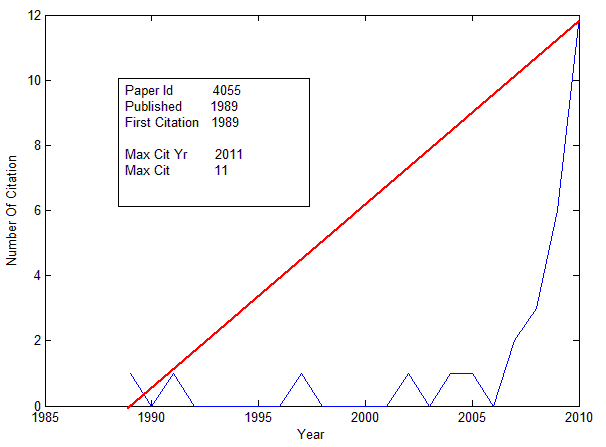 12
10
8
6
4
2
0
Number Of Citation
Paper Id 4055
Published 1989
First Citation 1989
Max Cit Yr 2011
Max Cit 11
1985 1990 1995 2000 2005 2010
Year